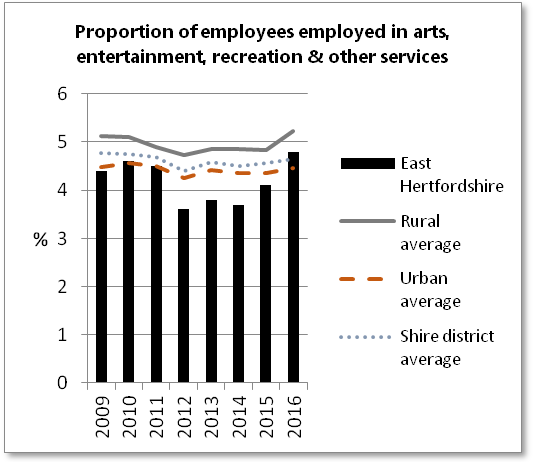 Proportion of employees employed in arts,
entertainment, recreation & other services
6
5
4
3
2
1
0
%
2009
2010
2011
2012
2013
2014
2015
2016
East
Hertfordshire
Rural
average
Urban
average
Shire district
average